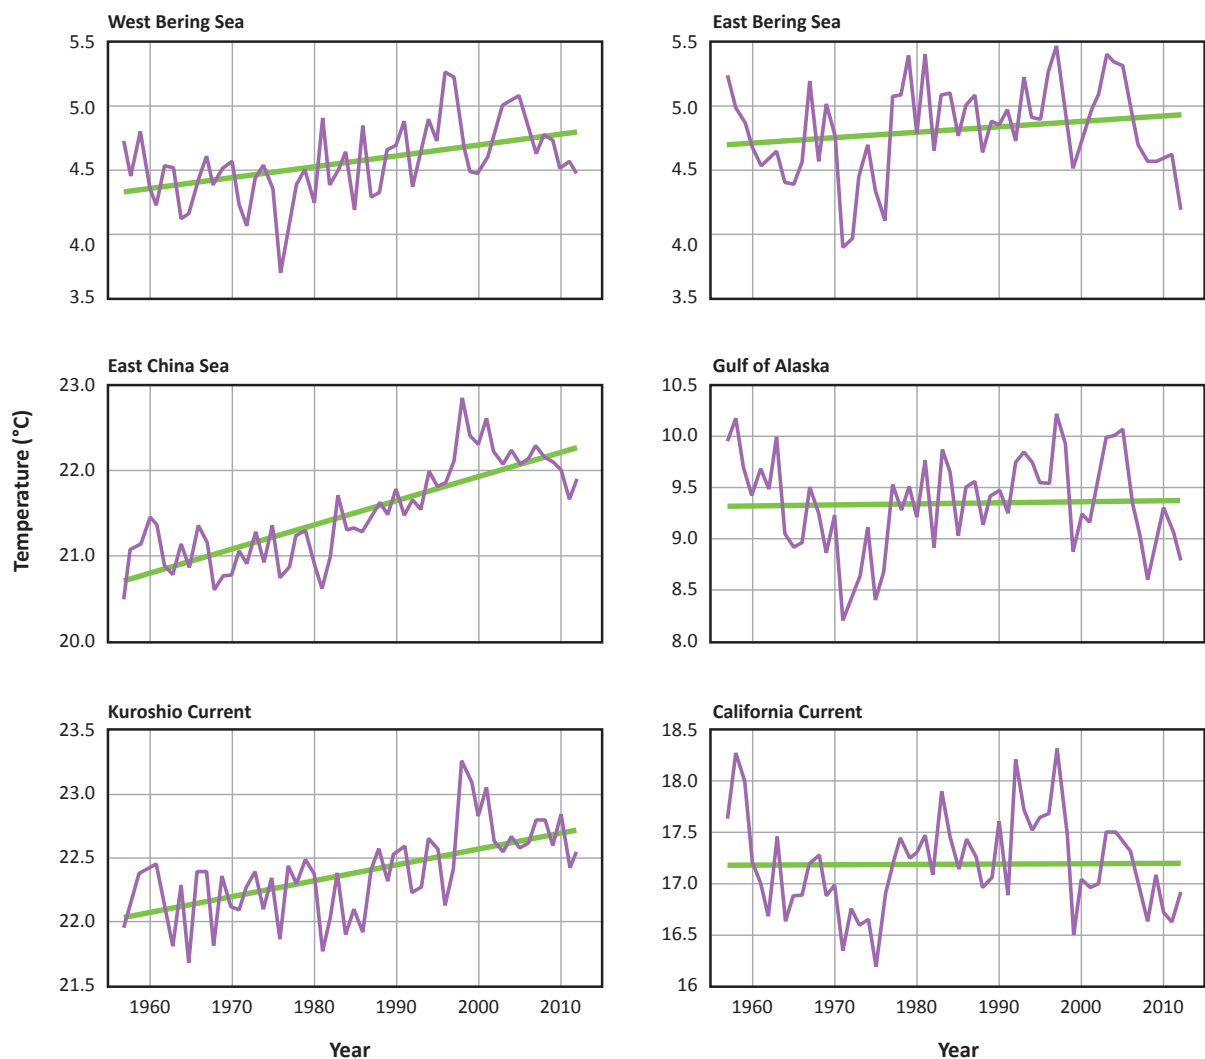 West Bering Sea
5.5
5.0
4.5
4.0
3.5
East Bering Sea
5.5
5.0
4.5
4.0
3.5
Temperature (°C)
East China Sea
23.0
22.0
21.0
20.0
Gulf of Alaska
10.5
10.0
9.5
9.0
8.5
8.0
Kuroshio Current
23.5
23.0
22.5
22.0
21.5
1960 1970 1980 1990 2000 2010
Year
California Current
18.5
18.0
17.5
17.0
16.5
16
1960 1970 1980 1990 2000 2010
Year